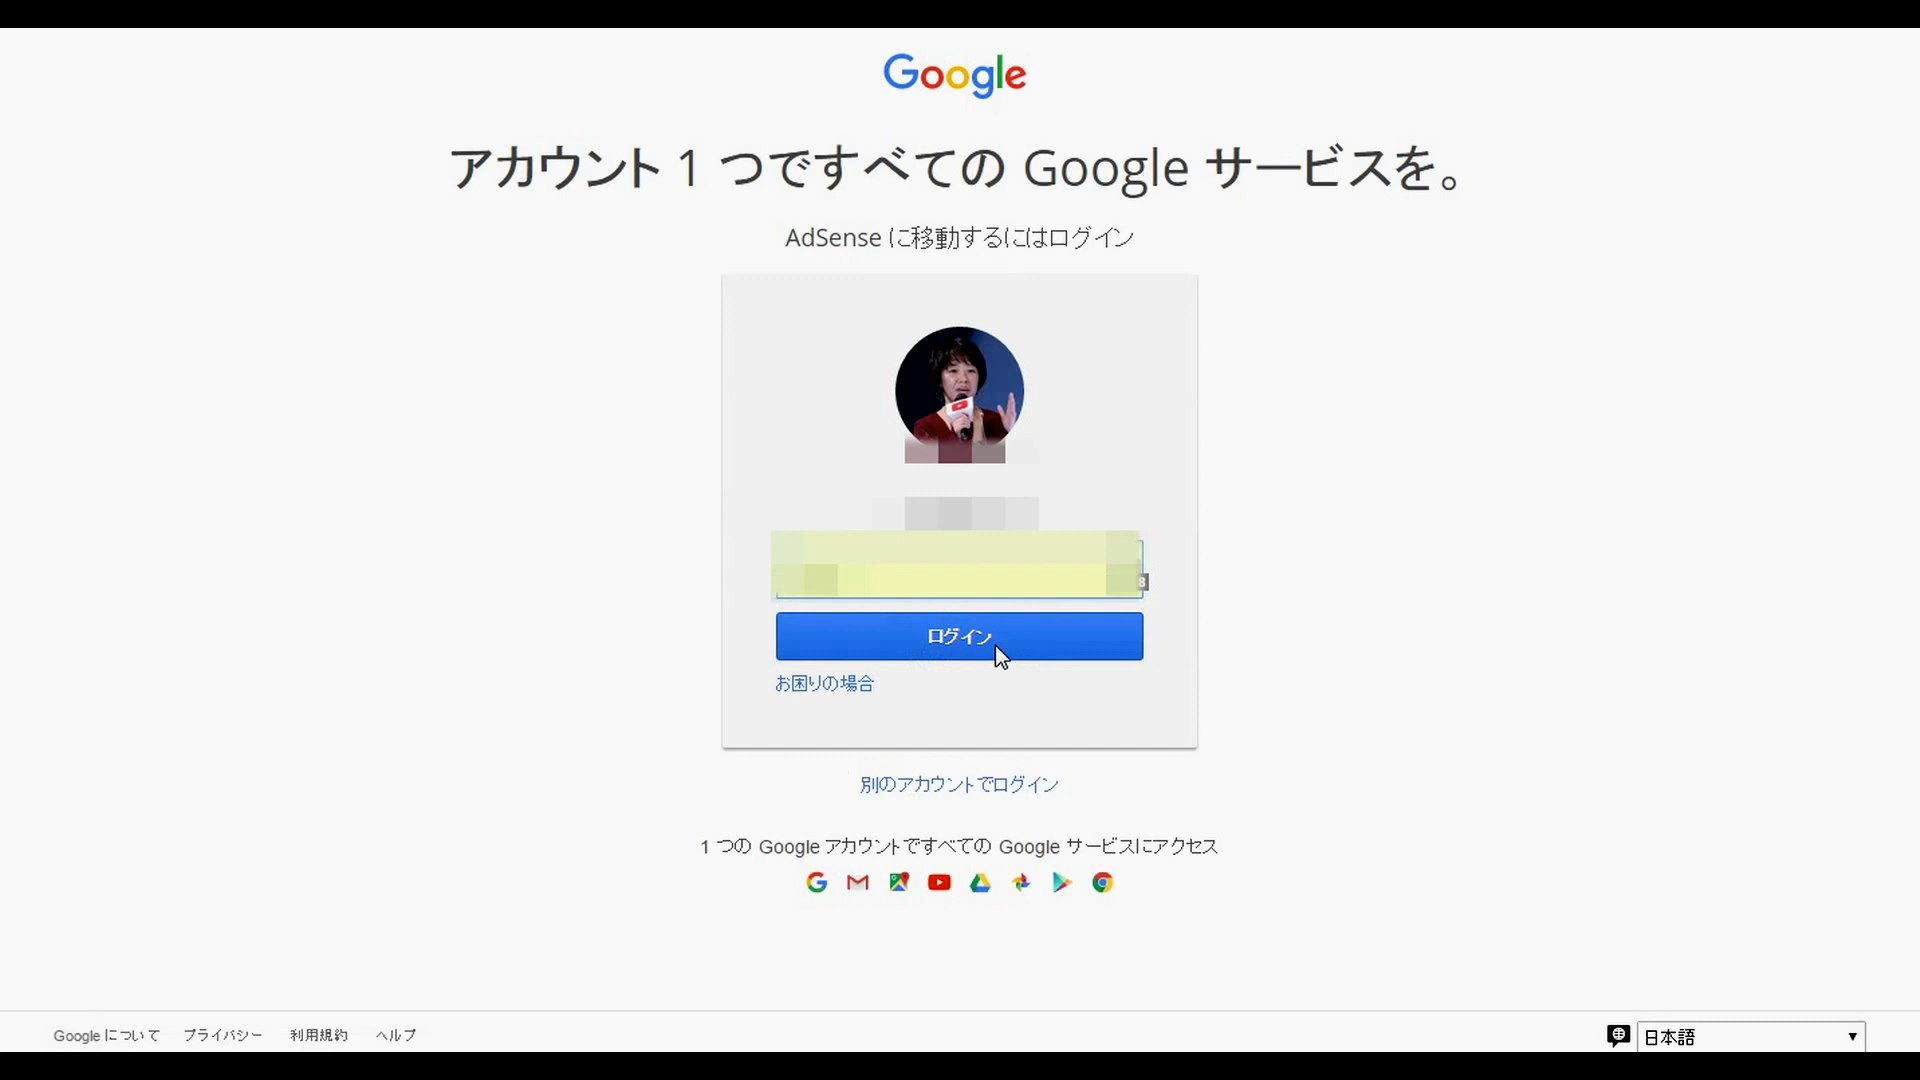 Google
アカウント 1 つですべての Google サービスを。
AdSense に移動するにはログイン
8
ログイン
お困りの場合
別のアカウントでログイン
1 つの Google アカウントですべての Google サービスにアクセス
Google について プライバシー 利用規約 ヘルプ
日本語